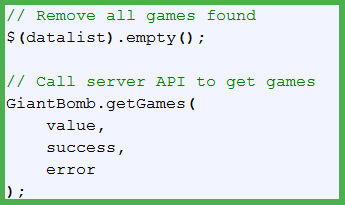 // Remove all games found
$(datalist).empty();

// Call server API to get games
GiantBomb.getGames(
    value,
    success,
    error
);